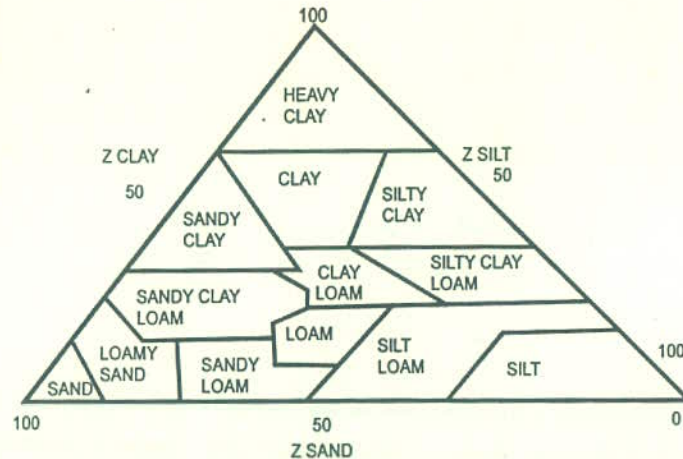 100
HEAVY
CLAY
Z CLAY
Z SILT
50
50
CLAY
SILTY
CLAY
SANDY
CLAY
CLAY
LOAM
SILTY CLAY
LOAM
SANDY CLAY
LOAM
LOAM
LOAMY
SAND
SANDY
LOAM
SILT
LOAM
SILT
100
SAND
100
50
0
Z SAND